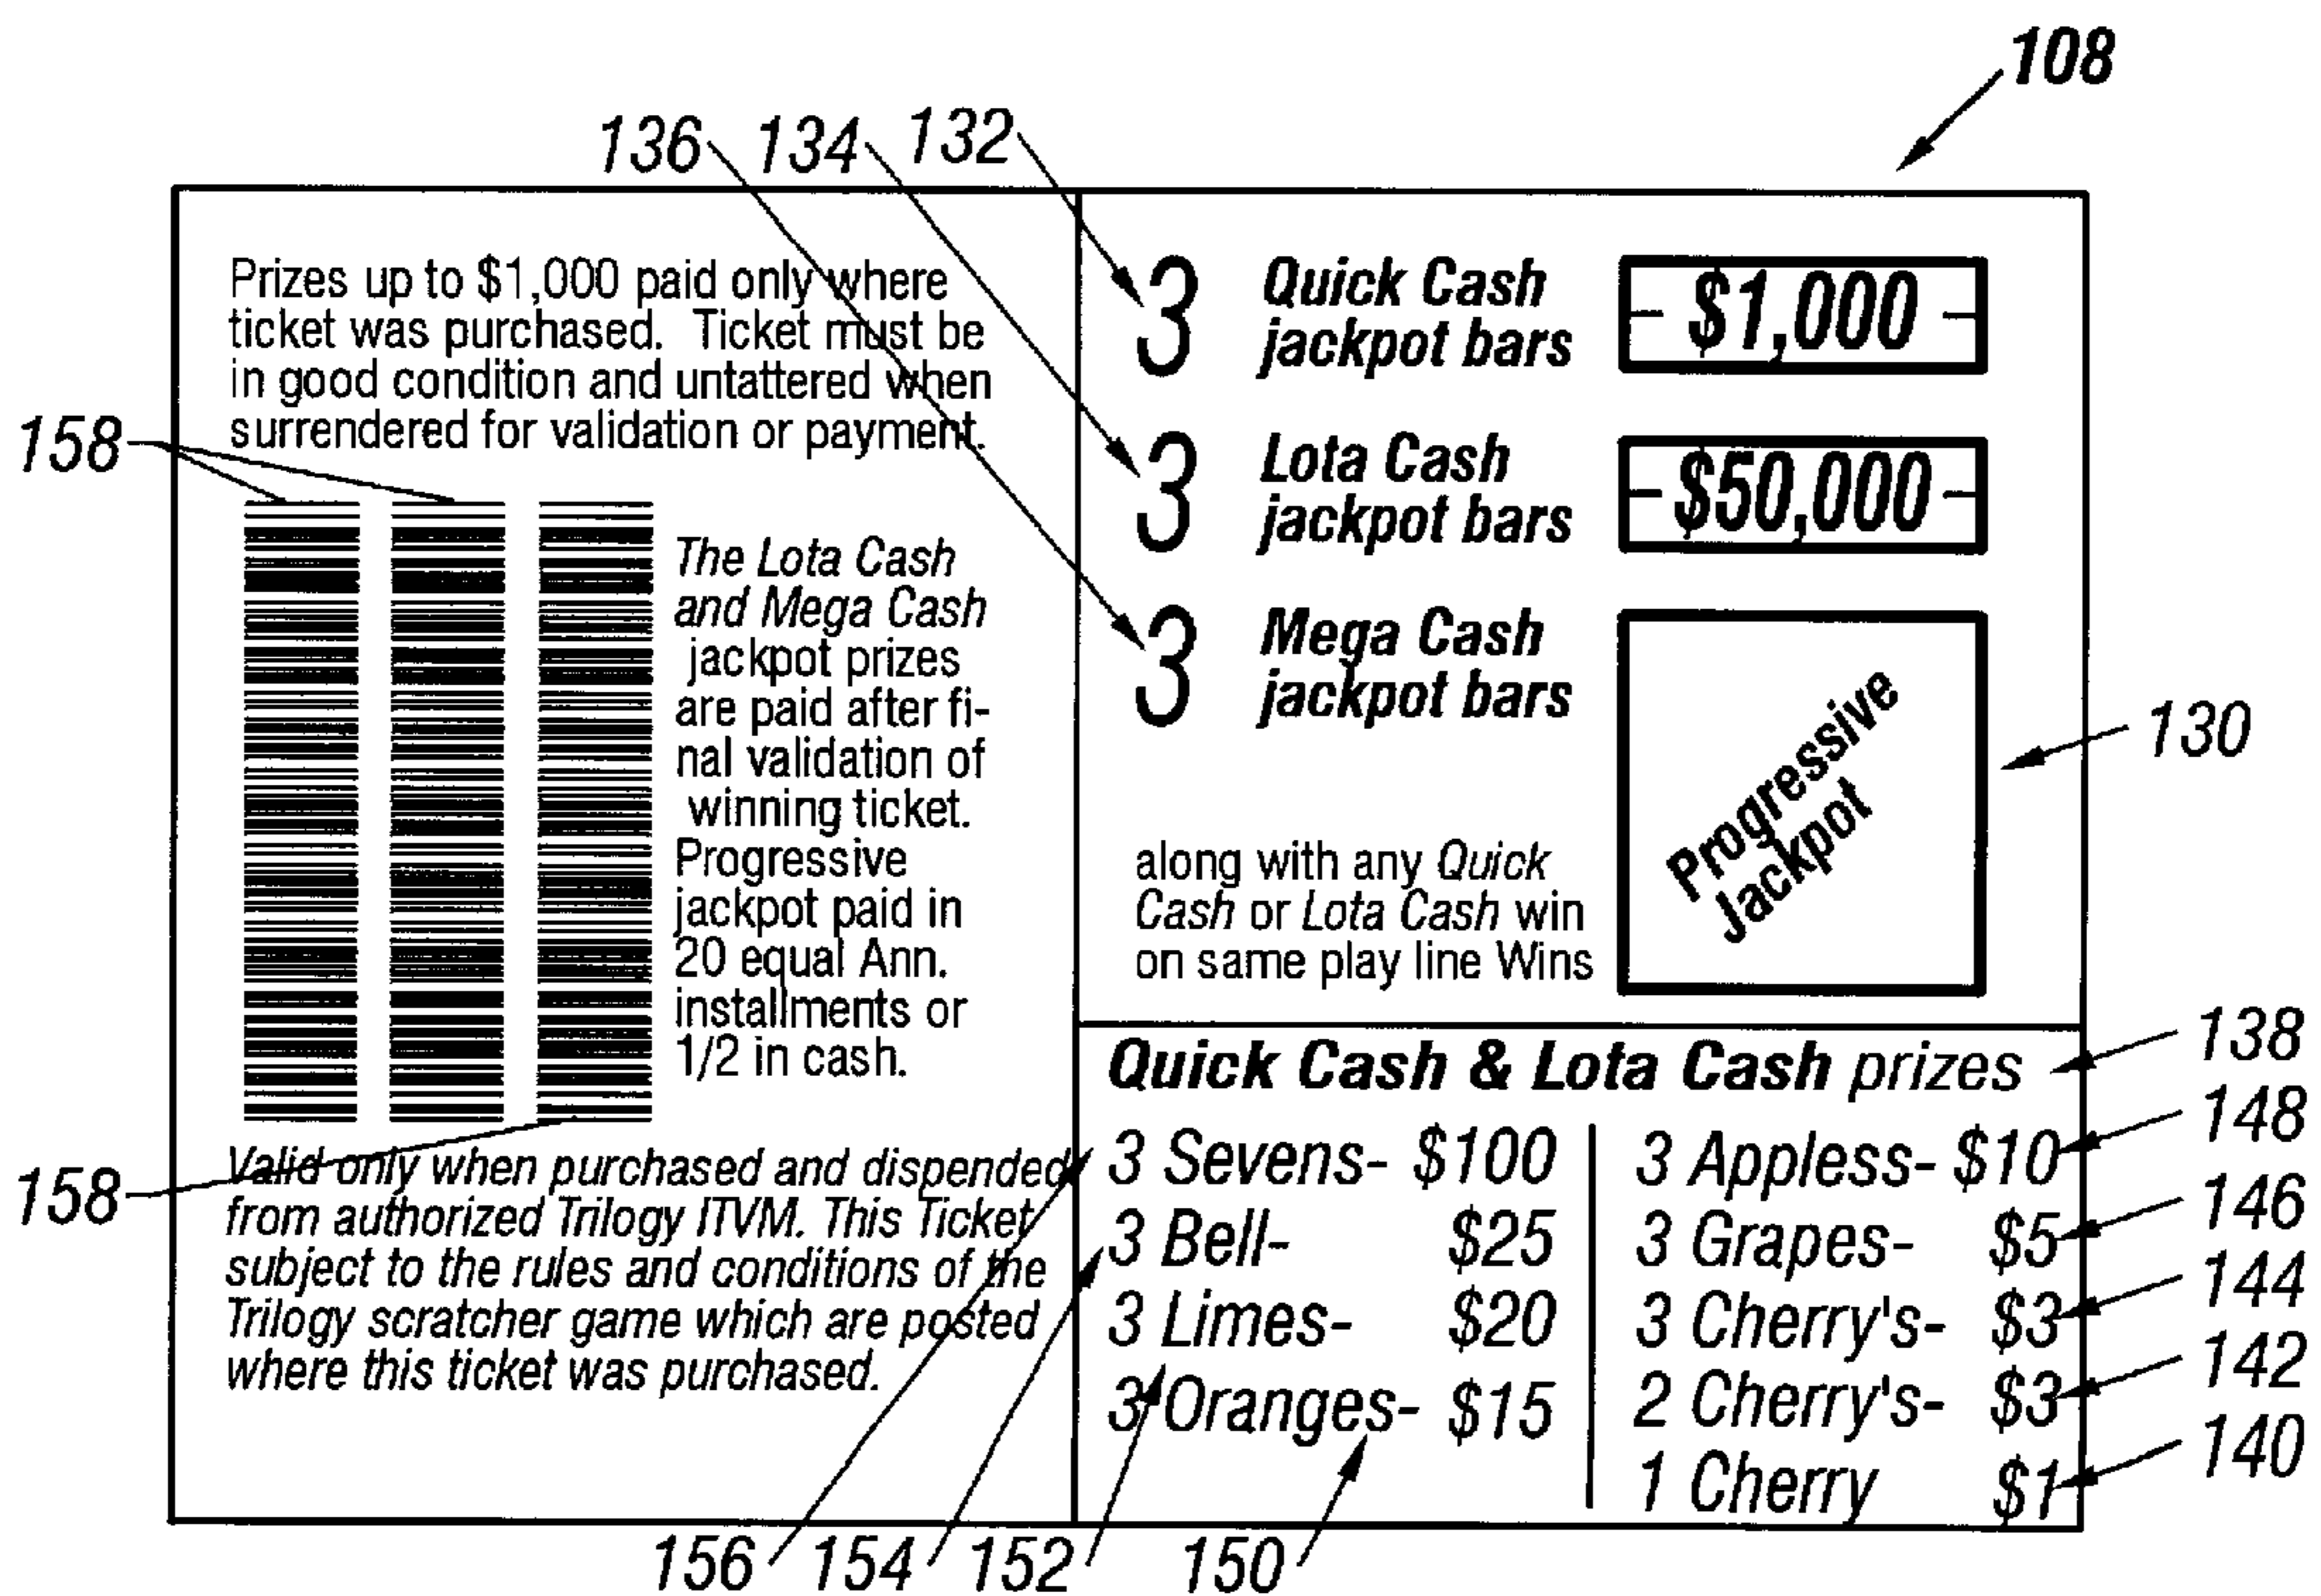 108
136 134 132
Prizes up to $1,000 paid only where
ticket was purchased. Ticket must be
in good condition and untattered when
surrendered for validation or payment.
158
The Lota Cash
and Mega Cash
jackpot prizes
are paid after fi-
nal validation of
winning ticket.
Progressive
jackpot paid in
20 equal Ann.
installments or
1/2 in cash.
158
Valid only when purchased and dispended
from authorized Trilogy ITVM. This Ticket
subject to the rules and conditions of the
Trilogy scratcher game which are posted
where this ticket was purchased.
3 Quick Cash
jackpot bars
$1,000
3 Lota Cash
jackpot bars
$50,000
3 Mega Cash
jackpot bars
along with any Quick
Cash or Lota Cash win
on same play line Wins
Progressive
Jackpot
130
Quick Cash & Lota Cash prizes
138
3 Sevens- $100
3 Bell- $25
3 Limes- $20
3 Oranges- $15
3 Appless- $10
148
3 Grapes- $5
146
3 Cherry's- $3
144
2 Cherry's- $3
142
1 Cherry $1
140
156 154 152 150